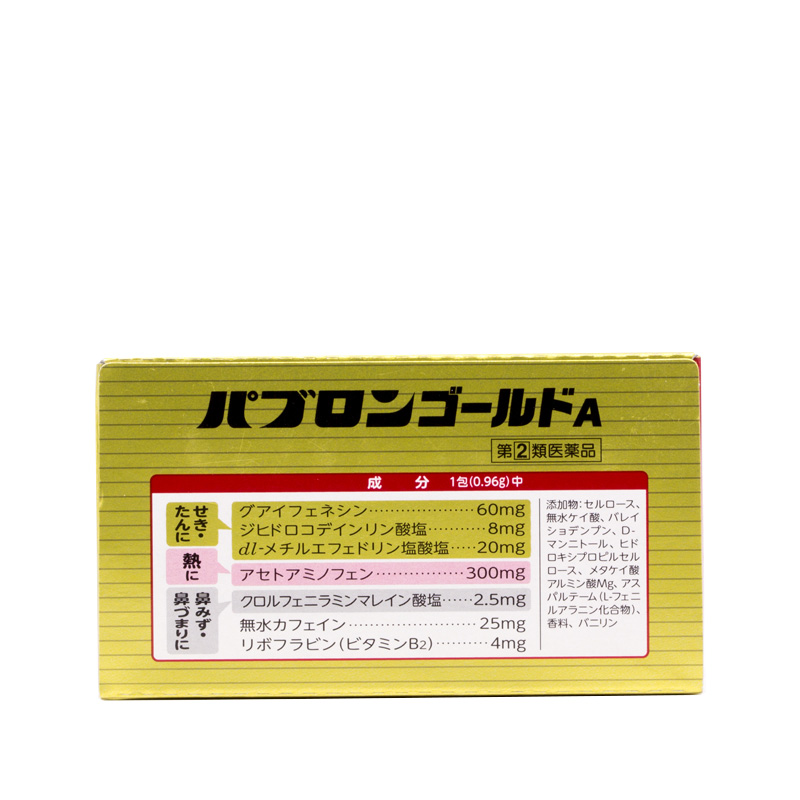 パブロンゴールドA
第2類医薬品
成 分 1包(0.96g)中
せき・
たんに
グアイフェネシン…………………60mg
ジヒドロコデインリン酸塩………8mg
dl-メチルエフェドリン塩酸塩……20mg
熱に
アセトアミノフェン………………300mg
鼻みず・
鼻づまりに
クロルフェニラミンマレイン酸塩……2.5mg
無水カフェイン……………………25mg
リボフラビン(ビタミンB2)………4mg
添加物:セルロース、
無水ケイ酸、バレイ
ショデンプン、D-
マンニトール、ヒド
ロキシプロピルセル
ロース、メタケイ酸
アルミン酸Mg、アス
パルテーム(L-フェニ
ルアラニン化合物)、
香料、バニリン